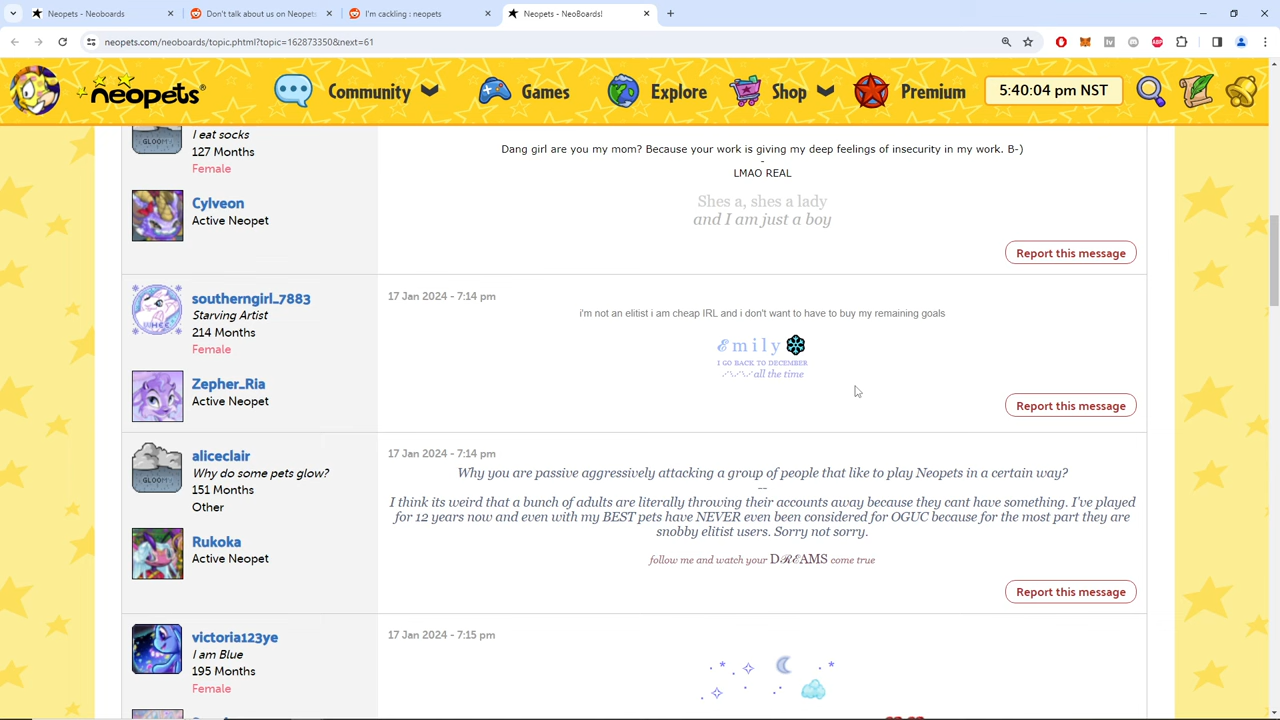 Neopets - Neoboards
Don't talk about us on Neopets
I'm cackling : neopets
Neopets - NeoBoards!
neopets.com/neoboards/topic.phtml?topic=162873350&next=61
neopets
Community
Games
Explore
Shop
Premium
5:40:04 pm NST
GLOOMY
I eat socks
127 Months
Female
Cylveon
Active Neopet
Dang girl are you my mom? Because your work is giving my deep feelings of insecurity in my work. B-)
-
LMAO REAL
Shes a, shes a lady
and I am just a boy
Report this message
WHEE
southerngirl_7883
Starving Artist
214 Months
Female
Zepher_Ria
Active Neopet
17 Jan 2024 - 7:14 pm
i'm not an elitist i am cheap IRL and i don't want to have to buy my remaining goals
ℰmily
I GO BACK TO DECEMBER
all the time
Report this message
GLOOMY
aliceclair
Why do some pets glow?
151 Months
Other
Rukoka
Active Neopet
17 Jan 2024 - 7:14 pm
Why you are passive aggressively attacking a group of people that like to play Neopets in a certain way?
--
I think its weird that a bunch of adults are literally throwing their accounts away because they cant have something. I've played
for 12 years now and even with my BEST pets have NEVER even been considered for OGUC because for the most part they are
snobby elitist users. Sorry not sorry.
follow me and watch your DℛℰAMS come true
Report this message
victoria123ye
I am Blue
195 Months
Female
17 Jan 2024 - 7:15 pm